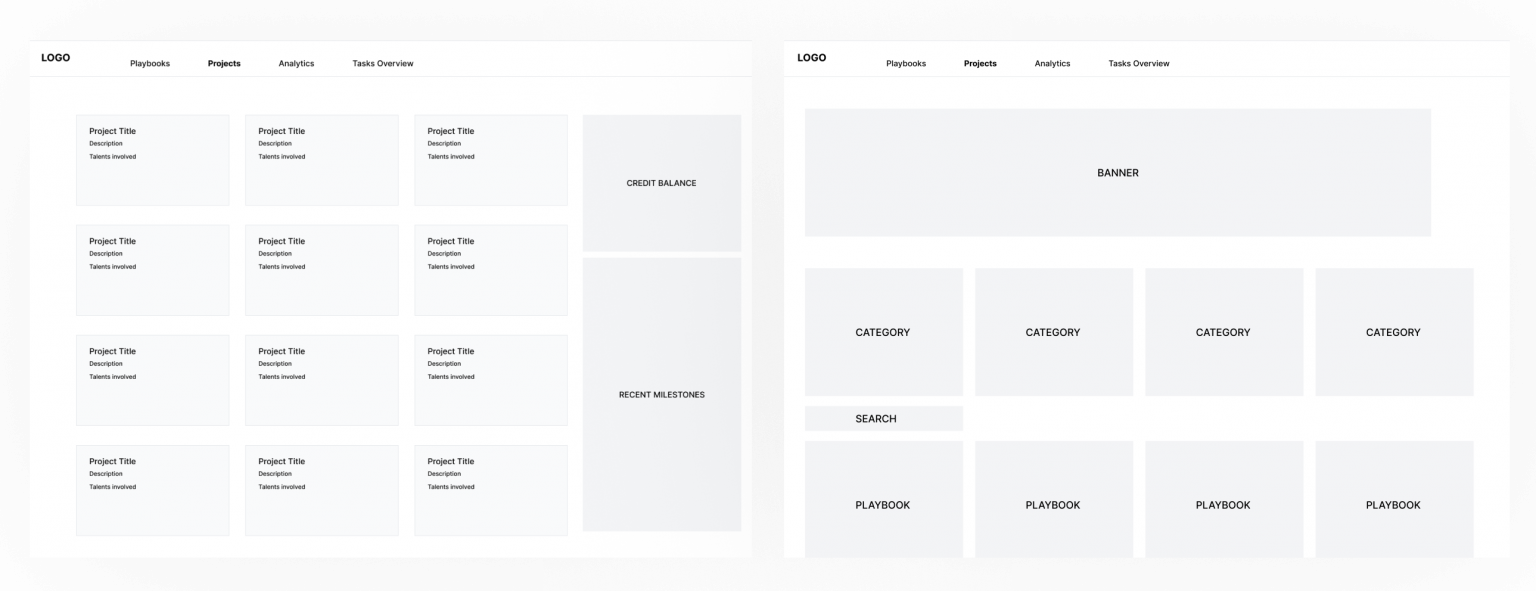 LOGO
Playbooks
Projects
Analytics
Tasks Overview
Project Title
Description
Talents involved
Project Title
Description
Talents involved
Project Title
Description
Talents involved
CREDIT BALANCE
Project Title
Description
Talents involved
Project Title
Description
Talents involved
Project Title
Description
Talents involved
Project Title
Description
Talents involved
Project Title
Description
Talents involved
Project Title
Description
Talents involved
RECENT MILESTONES
Project Title
Description
Talents involved
Project Title
Description
Talents involved
Project Title
Description
Talents involved
LOGO
Playbooks
Projects
Analytics
Tasks Overview
BANNER
CATEGORY
CATEGORY
CATEGORY
CATEGORY
SEARCH
PLAYBOOK
PLAYBOOK
PLAYBOOK
PLAYBOOK